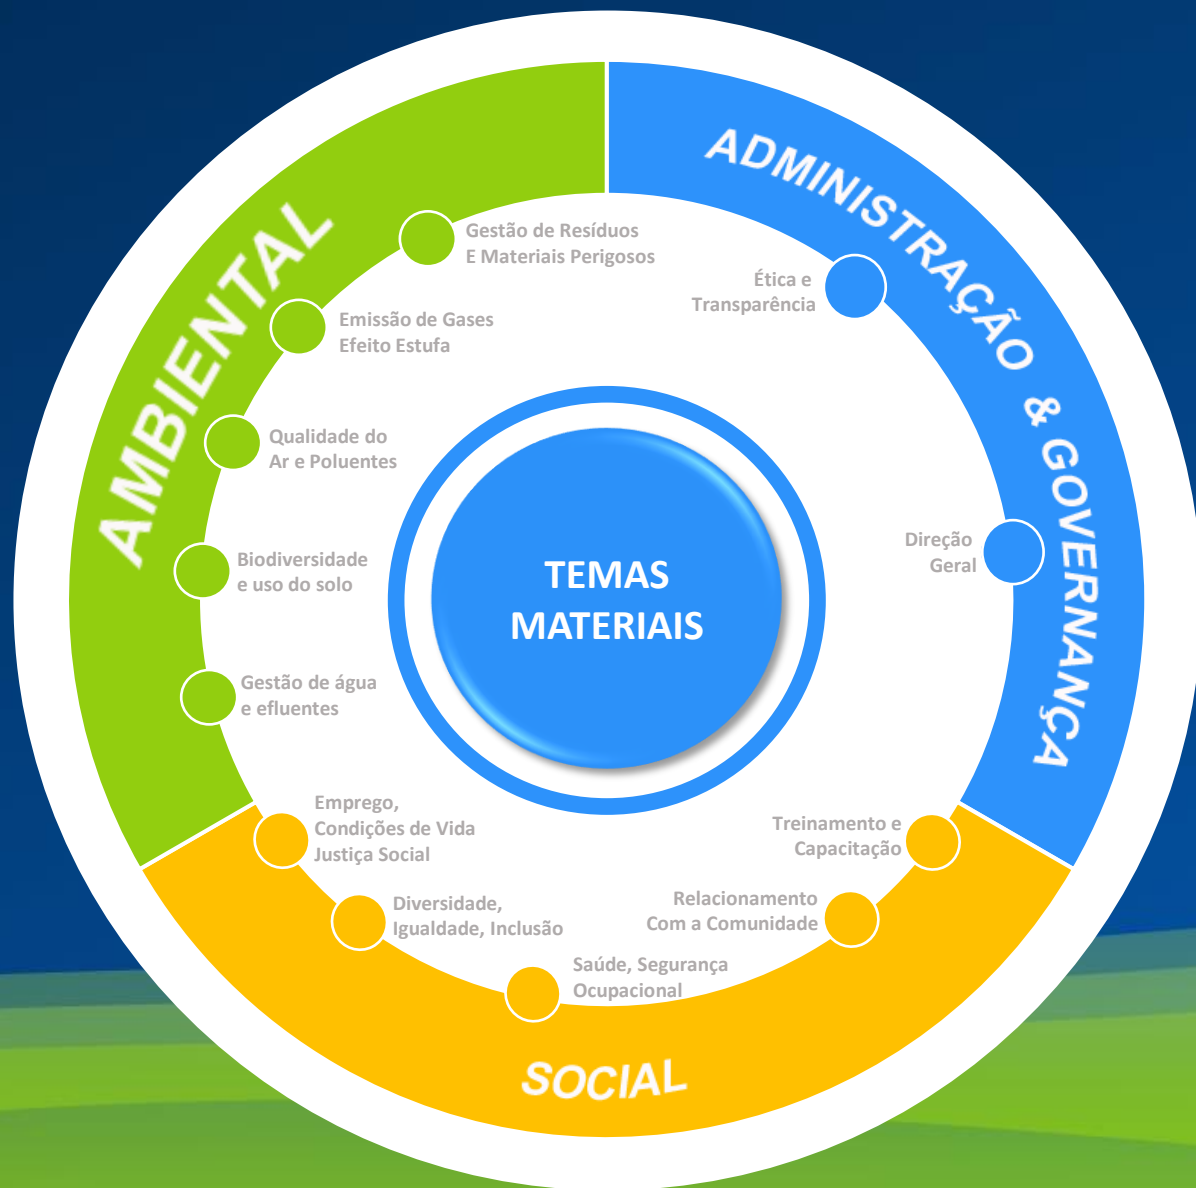 AMBIENTAL
ADMINISTRAÇÃO & GOVERNANÇA
Gestão de Resíduos
E Materiais Perigosos
Emissão de Gases
Efeito Estufa
Qualidade do
Ar e Poluentes
Biodiversidade
e uso do solo
Gestão de água
e efluentes
Ética e
Transparência
Direção
Geral
TEMAS
MATERIAIS
Emprego,
Condições de Vida
Justiça Social
Diversidade,
Igualdade, Inclusão
Saúde, Segurança
Ocupacional
Relacionamento
Com a Comunidade
Treinamento e
Capacitação
SOCIAL